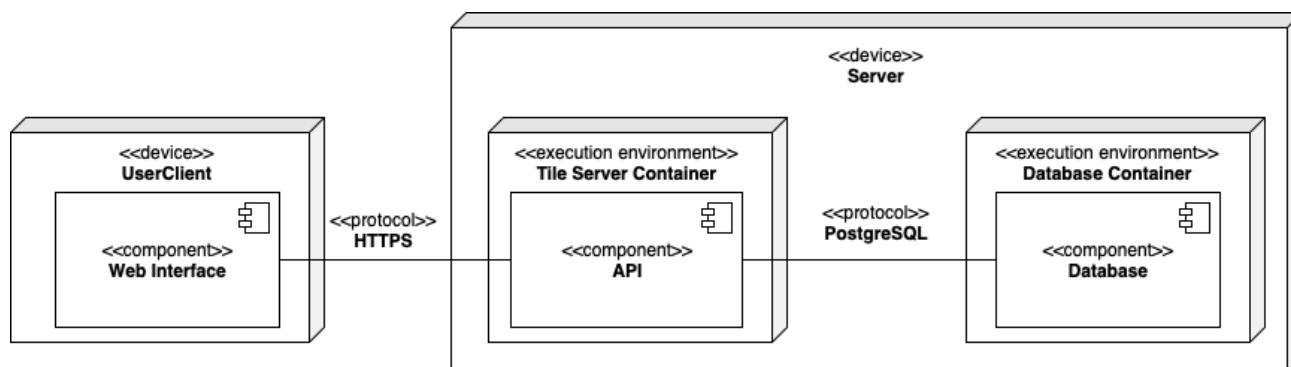 <<device>>
Server
<<device>>
UserClient
<<component>>
Web Interface
<<protocol>>
HTTPS
<<execution environment>>
Tile Server Container
<<component>>
API
<<protocol>>
PostgreSQL
<<execution environment>>
Database Container
<<component>>
Database